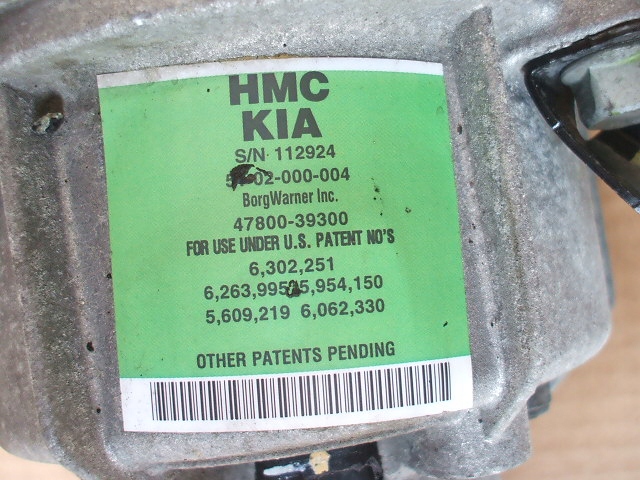 HMC
KIA
S/N 112924
BorgWarner Inc.
47800-39300
FOR USE UNDER U.S. PATENT NO'S
6,302,251
6,263,995 5,954,150
5,609,219 6,062,330
OTHER PATENTS PENDING